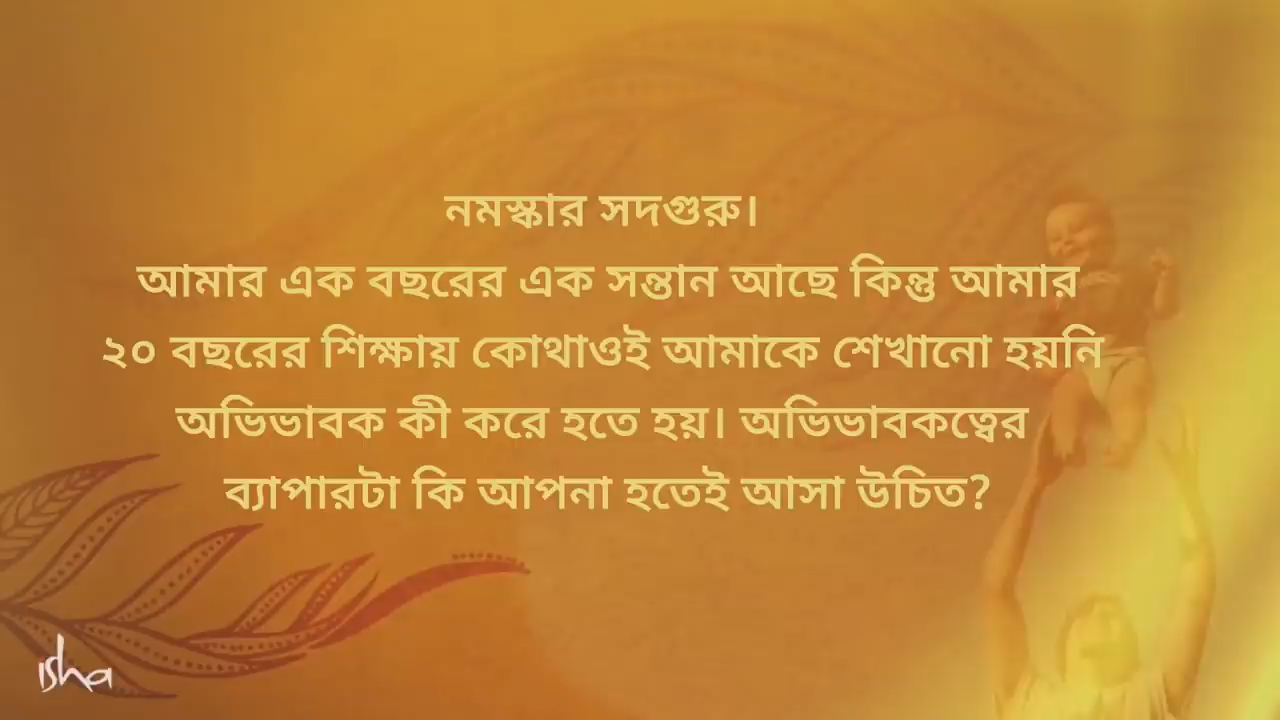 নমস্কার সদগুরু।
আমার এক বছরের এক সন্তান আছে কিন্তু আমার
২০ বছরের শিক্ষায় কোথাওই আমাকে শেখানো হয়নি
অভিভাবক কী করে হতে হয়। অভিভাবকত্বের
ব্যাপারটা কি আপনা হতেই আসা উচিত?
isha